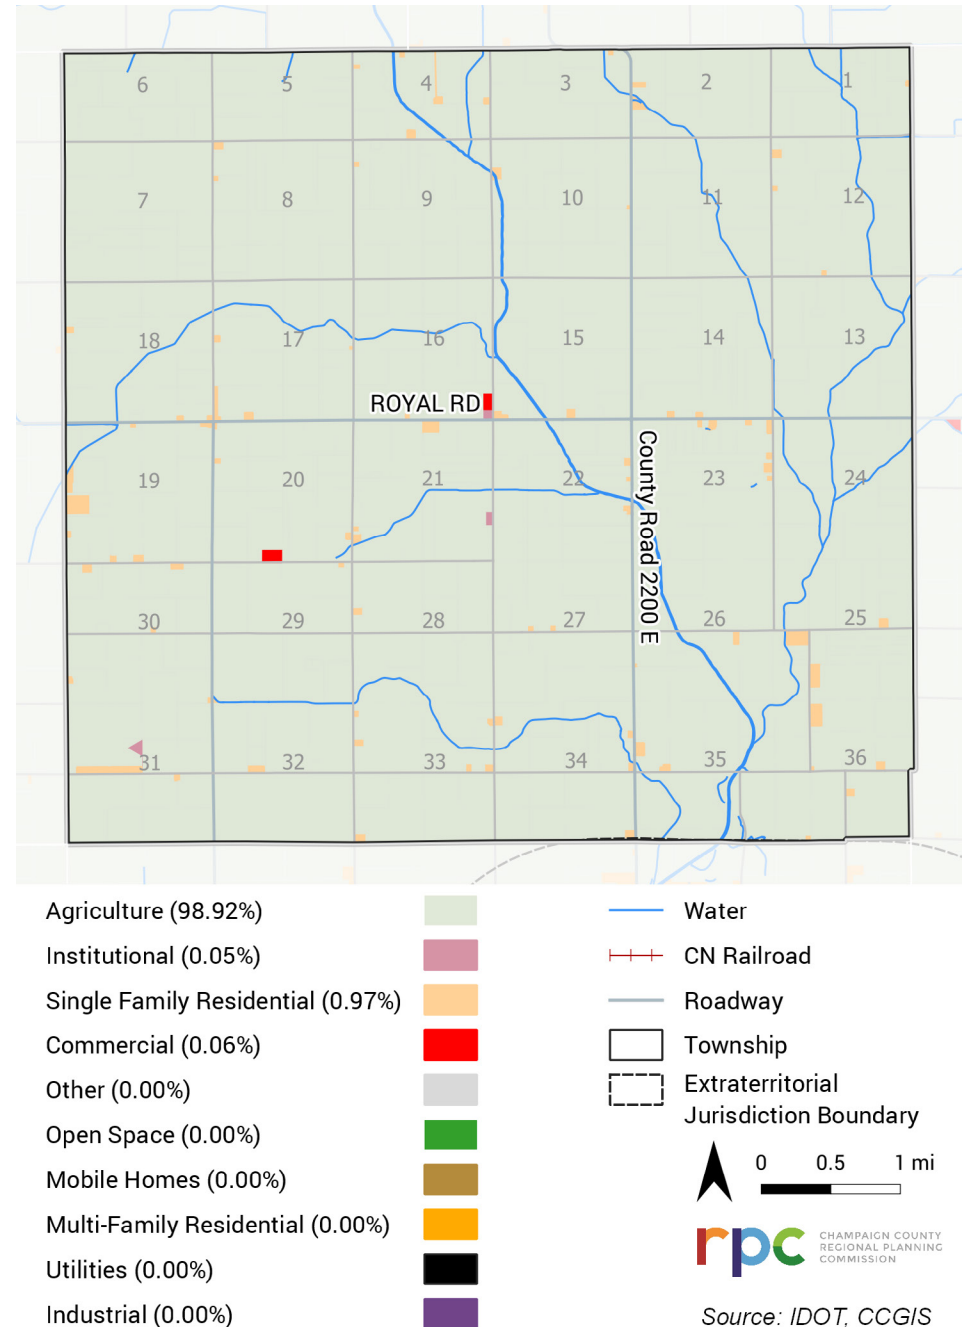 6 5 4 3 2 1
7 8 9 10 11 12
18 17 16 15 14 13
ROYAL RD
19 20 21 22 23 24
County Road 2200 E
30 29 28 27 26 25
31 32 33 34 35 36
Agriculture (98.92%)
Institutional (0.05%)
Single Family Residential (0.97%)
Commercial (0.06%)
Other (0.00%)
Open Space (0.00%)
Mobile Homes (0.00%)
Multi-Family Residential (0.00%)
Utilities (0.00%)
Industrial (0.00%)
Water
CN Railroad
Roadway
Township
Extraterritorial
Jurisdiction Boundary
0 0.5 1 mi
rpc
CHAMPAIGN COUNTY
REGIONAL PLANNING
COMMISSION
Source: IDOT, CCGIS